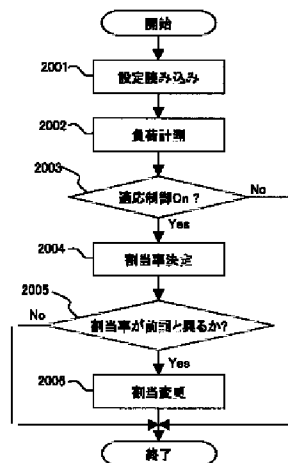 開始
2001
設定読み込み
2002
負荷計測
2003
適応制御On？
No
Yes
2004
割当率決定
2005
No
割当率が前回と異るか?
Yes
2006
割当変更
終了